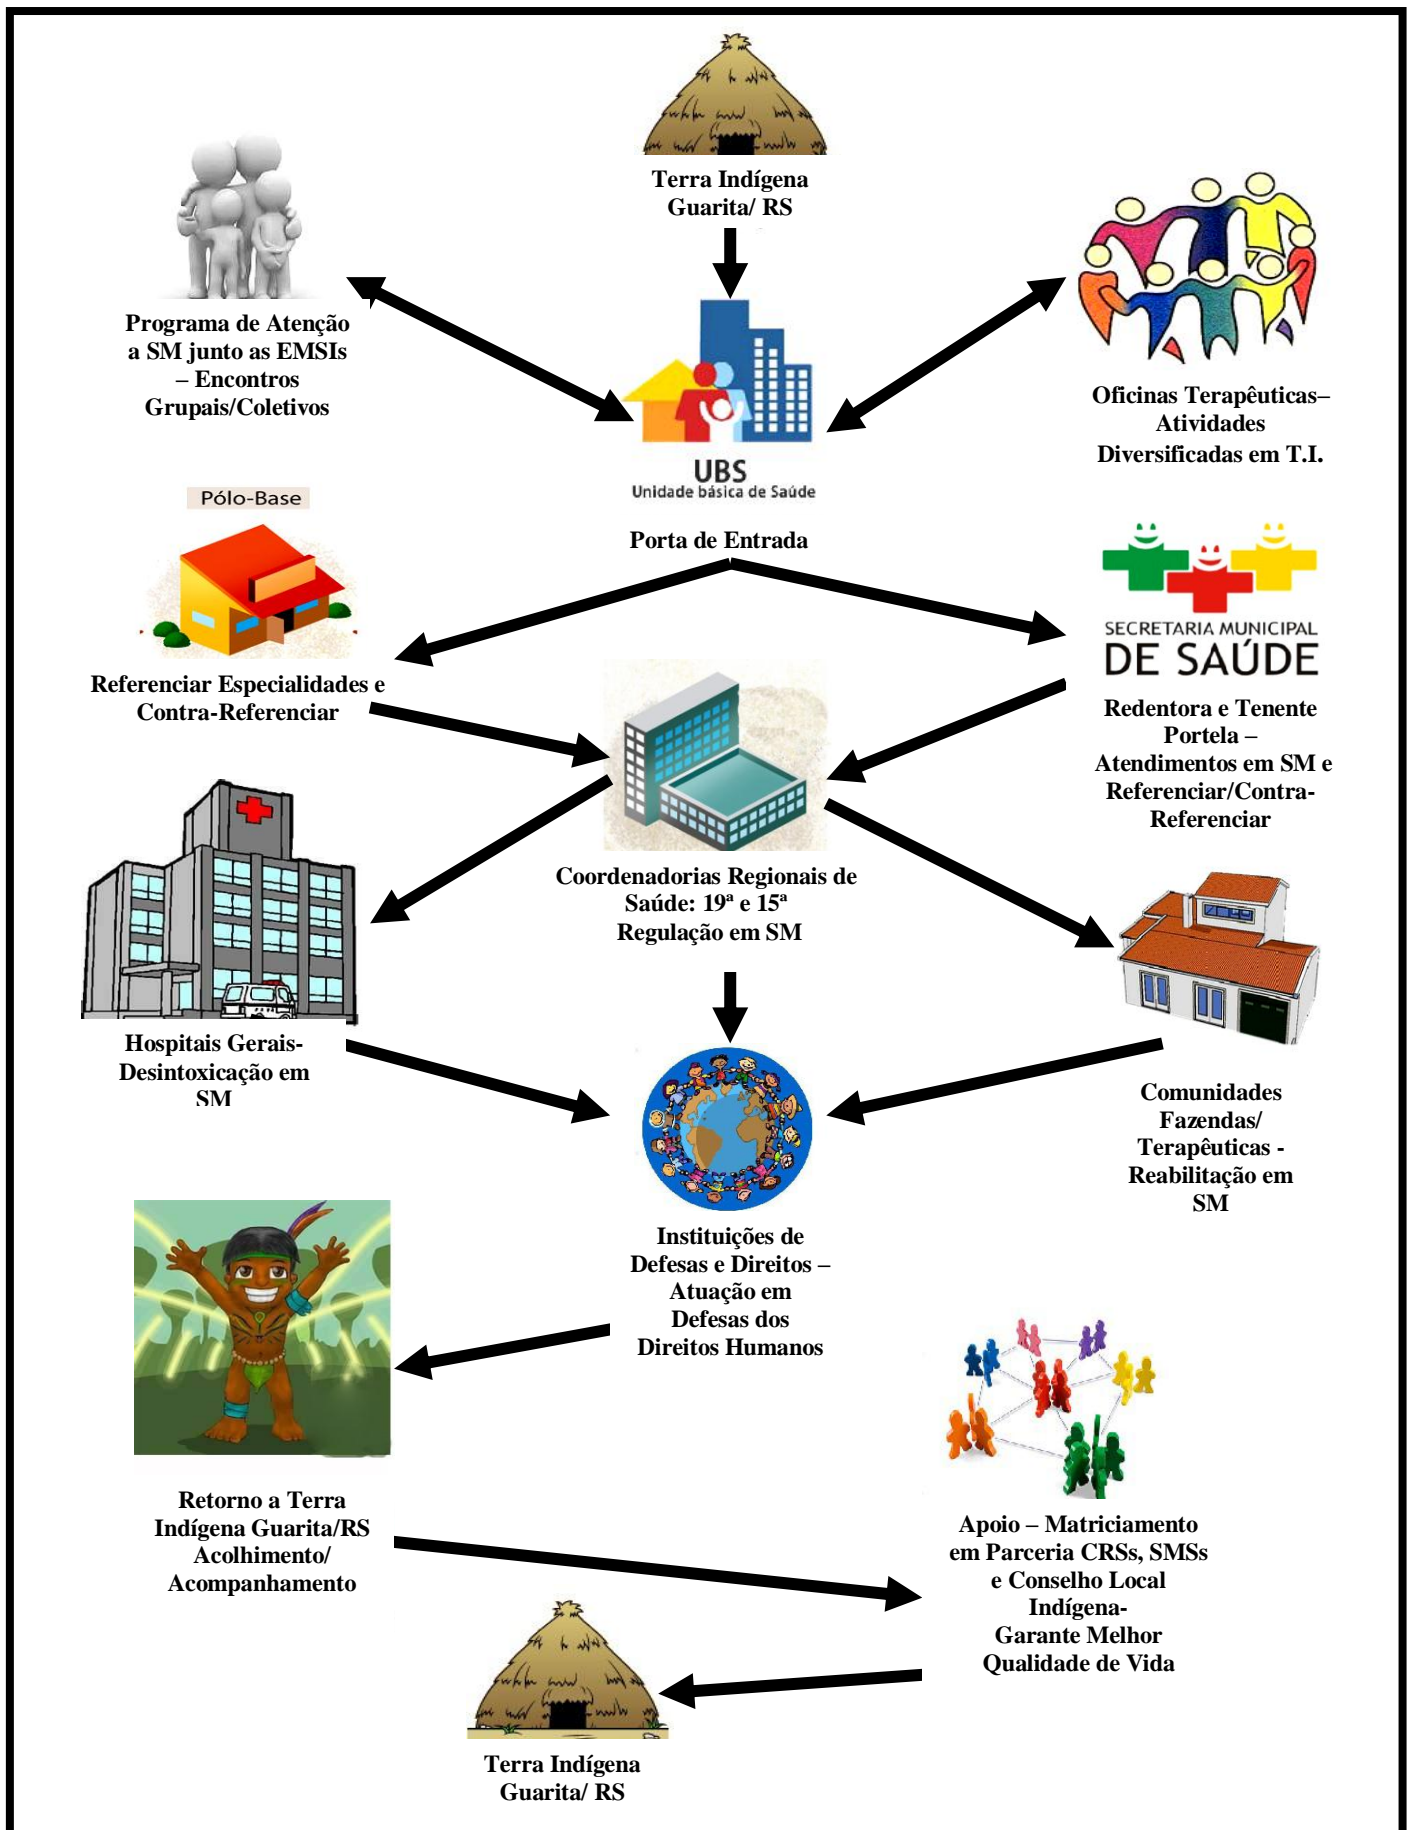 Terra Indígena
Guarita/ RS
Programa de Atenção
a SM junto as EMSIs
– Encontros
Grupais/Coletivos
UBS
Unidade básica de Saúde
Porta de Entrada
Oficinas Terapêuticas–
Atividades
Diversificadas em T.I.
Pólo-Base
Referenciar Especialidades e
Contra-Referenciar
SECRETARIA MUNICIPAL
DE SAÚDE
Redentora e Tenente
Portela –
Atendimentos em SM e
Referenciar/Contra-
Referenciar
Coordenadorias Regionais de
Saúde: 19ª e 15ª
Regulação em SM
Hospitais Gerais-
Desintoxicação em
SM
Comunidades
Fazendas/
Terapêuticas -
Reabilitação em
SM
Instituições de
Defesas e Direitos –
Atuação em
Defesas dos
Direitos Humanos
Retorno a Terra
Indígena Guarita/RS
Acolhimento/
Acompanhamento
Apoio – Matriciamento
em Parceria CRSs, SMSs
e Conselho Local
Indígena-
Garante Melhor
Qualidade de Vida
Terra Indígena
Guarita/ RS